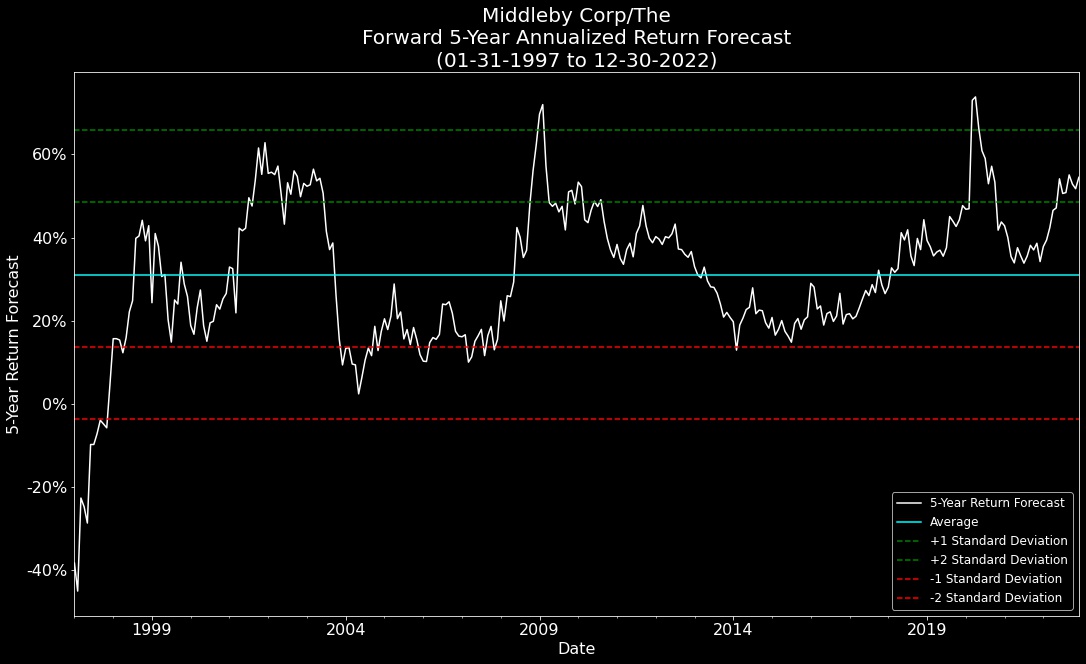 Middleby Corp/The
Forward 5-Year Annualized Return Forecast
(01-31-1997 to 12-30-2022)
5-Year Return Forecast
60%
40%
20%
0%
-20%
-40%
5-Year Return Forecast
Average
+1 Standard Deviation
+2 Standard Deviation
-1 Standard Deviation
-2 Standard Deviation
1999
2004
2009
2014
2019
Date